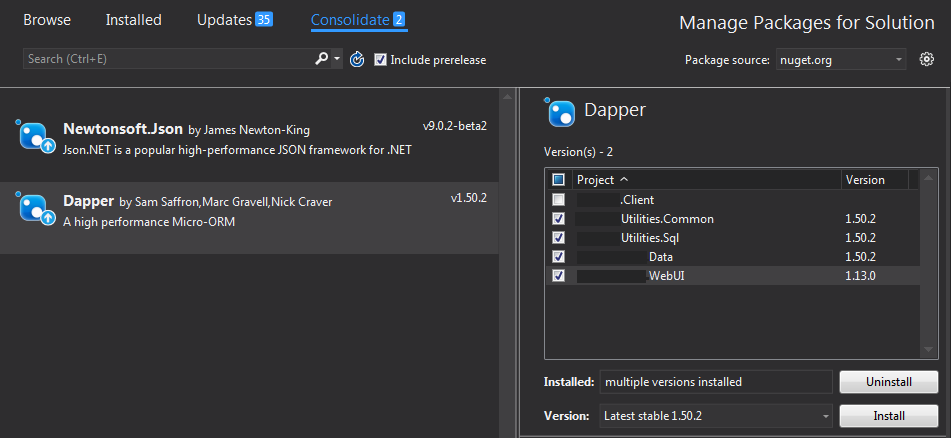 Browse Installed Updates 35 Consolidate 2 Manage Packages for Solution
Search (Ctrl+E) Include prerelease Package source: nuget.org
Newtonsoft.Json by James Newton-King v9.0.2-beta2
Json.NET is a popular high-performance JSON framework for .NET
Dapper by Sam Saffron,Marc Gravell,Nick Craver v1.50.2
A high performance Micro-ORM
Dapper
Version(s) - 2
Project Version
.Client
Utilities.Common 1.50.2
Utilities.Sql 1.50.2
Data 1.50.2
WebUI 1.13.0
Installed: multiple versions installed Uninstall
Version: Latest stable 1.50.2 Install